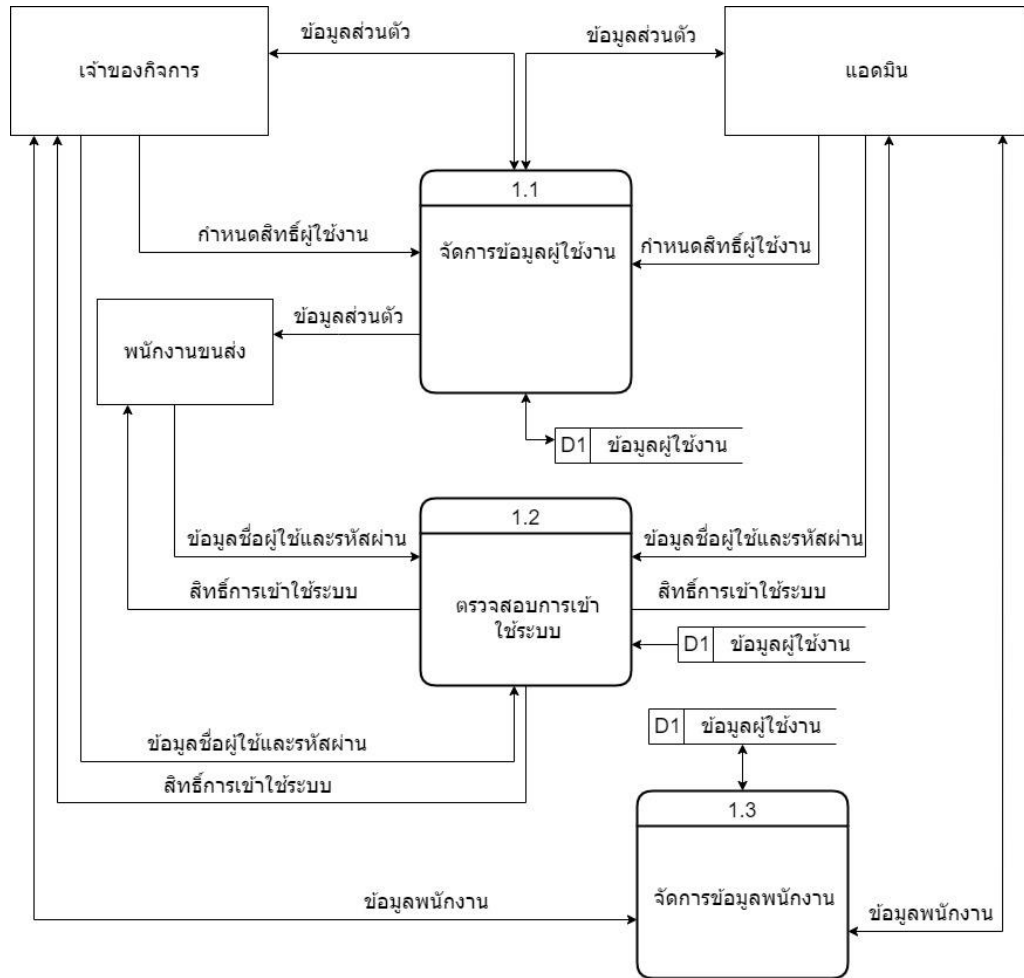 ข้อมูลส่วนตัว
ข้อมูลส่วนตัว
เจ้าของกิจการ
แอดมิน
1.1
จัดการข้อมูลผู้ใช้งาน
กำหนดสิทธิ์ผู้ใช้งาน
กำหนดสิทธิ์ผู้ใช้งาน
ข้อมูลส่วนตัว
พนักงานขนส่ง
D1 ข้อมูลผู้ใช้งาน
1.2
ข้อมูลชื่อผู้ใช้และรหัสผ่าน
ข้อมูลชื่อผู้ใช้และรหัสผ่าน
สิทธิ์การเข้าใช้ระบบ
สิทธิ์การเข้าใช้ระบบ
ตรวจสอบการเข้า
ใช้ระบบ
D1 ข้อมูลผู้ใช้งาน
D1 ข้อมูลผู้ใช้งาน
ข้อมูลชื่อผู้ใช้และรหัสผ่าน
สิทธิ์การเข้าใช้ระบบ
1.3
จัดการข้อมูลพนักงาน
ข้อมูลพนักงาน
ข้อมูลพนักงาน